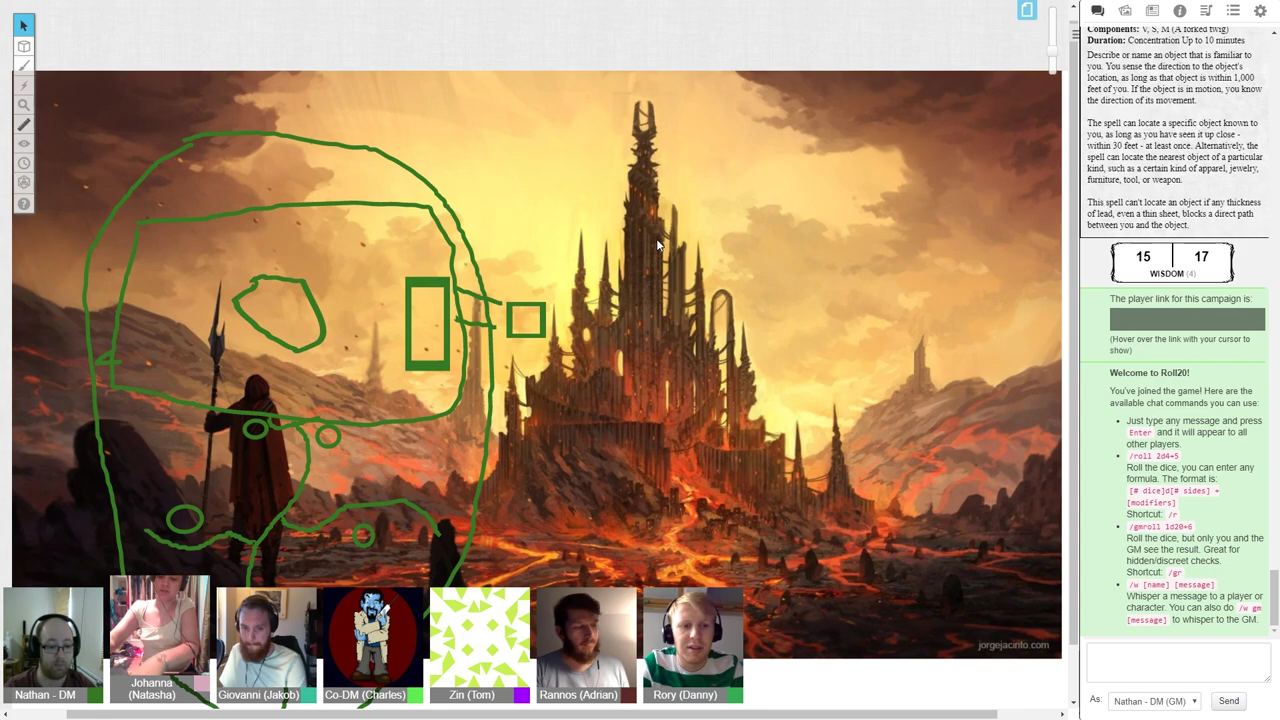 Components: V, S, M (A forked twig)
Duration: Concentration Up to 10 minutes
Describe or name an object that is familiar to
you. You sense the direction to the object's
location, as long as that object is within 1,000
feet of you. If the object is in motion, you know
the direction of its movement.
The spell can locate a specific object known to
you, as long as you have seen it up close -
within 30 feet - at least once. Alternatively, the
spell can locate the nearest object of a particular
kind, such as a certain kind of apparel, jewelry,
furniture, tool, or weapon.
This spell can't locate an object if any thickness
of lead, even a thin sheet, blocks a direct path
between you and the object.
15 17
WISDOM (4)
The player link for this campaign is:
(Hover over the link with your cursor to
show)
Welcome to Roll20!
You've joined the game! Here are the
available chat commands you can use:
Just type any message and press
Enter and it will appear to all
other players.
/roll 2d4+5
Roll the dice, you can enter any
formula. The format is:
[# dice]d[# sides] +
[modifiers]
Shortcut: /r
/gmroll 1d20+6
Roll the dice, but only you and the
GM see the result. Great for
hidden/discreet checks.
Shortcut: /gr
/w [name] [message]
Whisper a message to a player or
character. You can also do /w gm
[message] to whisper to the GM.
jorgejacinto.com
Nathan - DM
Johanna
(Natasha)
Giovanni (Jakob)
Co-DM (Charles)
Zin (Tom)
Rannos (Adrian)
Rory (Danny)
As: Nathan - DM (GM) Send